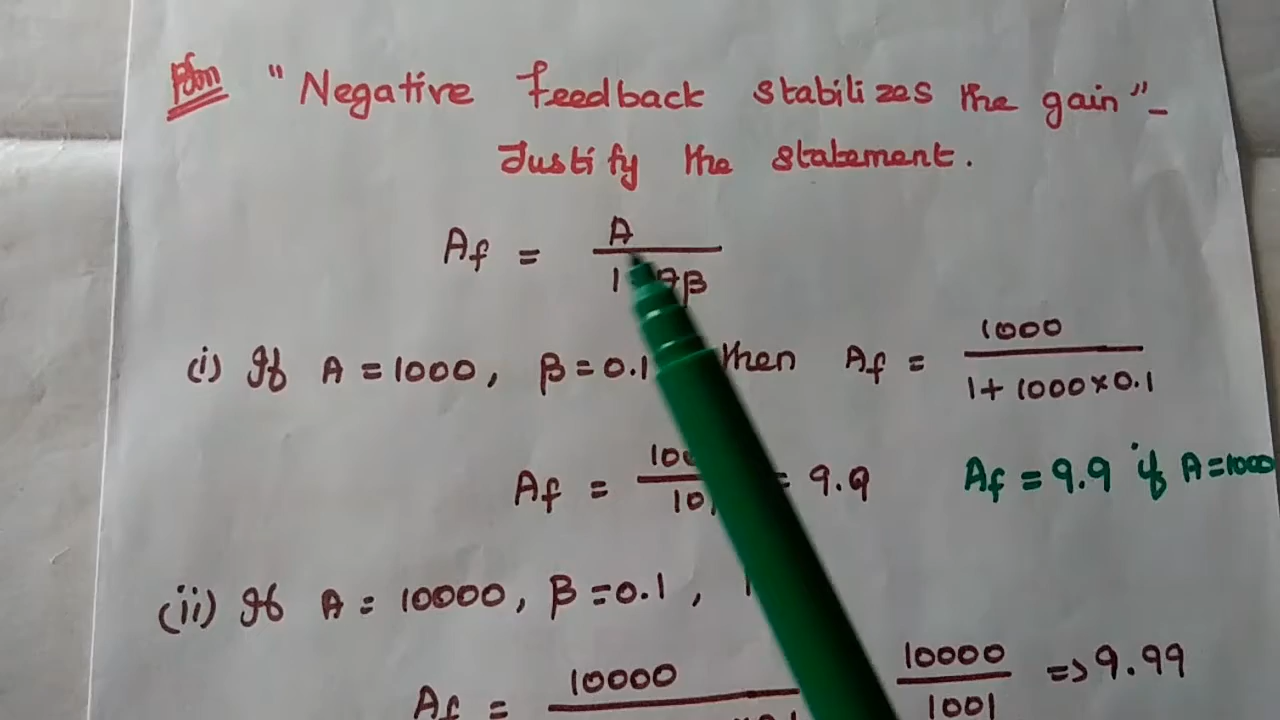 Pbm "Negative feedback stabilizes the gain" -
Justify the statement.
Af = A
1 Aβ
(i) If A = 1000, β = 0.1 then Af = 1000
1 + 1000 × 0.1
Af = = 9.9 Af = 9.9 if A = 1000
(ii) If A = 10000, β = 0.1,
Af = 10000 10000 => 9.99
1001